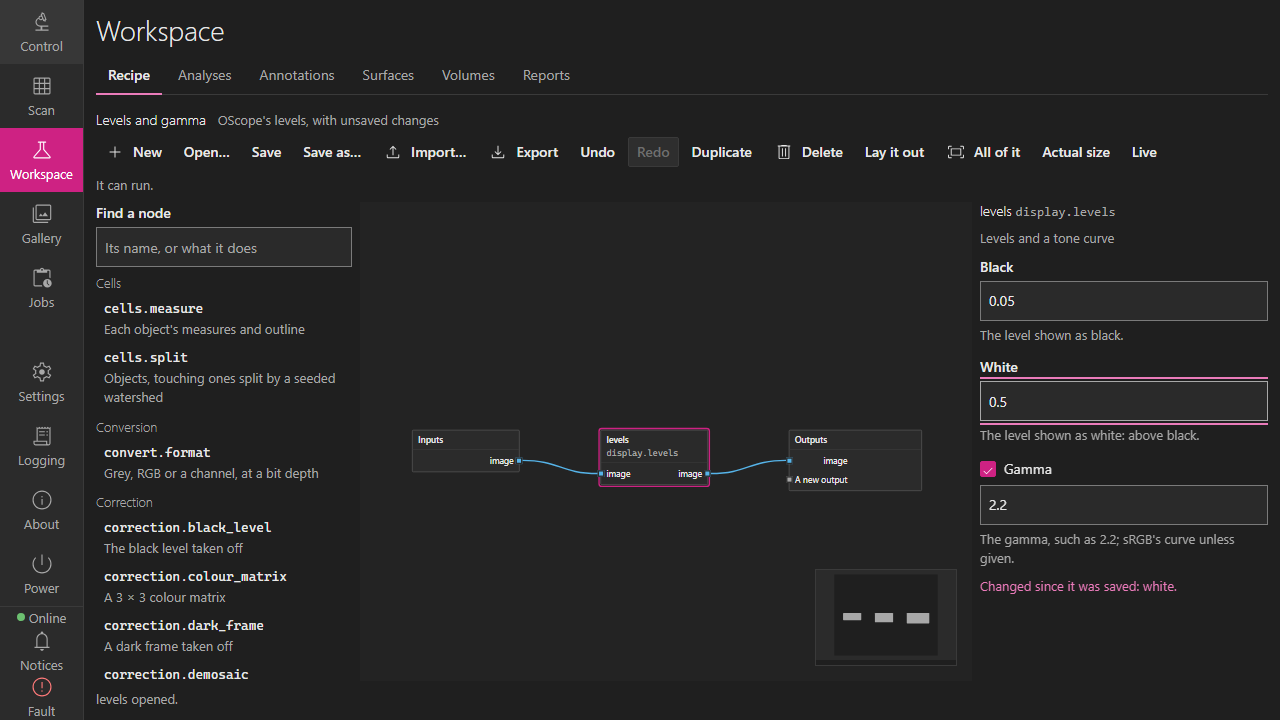 Workspace
Control
Scan
Workspace
Gallery
Jobs
Settings
Logging
About
Power
Online
Notices
Fault
Recipe Analyses Annotations Surfaces Volumes Reports
Levels and gamma OScope's levels, with unsaved changes
New Open... Save Save as... Import... Export Undo Redo Duplicate Delete Lay it out All of it Actual size Live
It can run.
Find a node
Its name, or what it does
Cells
cells.measure
Each object's measures and outline
cells.split
Objects, touching ones split by a seeded
watershed
Conversion
convert.format
Grey, RGB or a channel, at a bit depth
Correction
correction.black_level
The black level taken off
correction.colour_matrix
A 3 × 3 colour matrix
correction.dark_frame
A dark frame taken off
correction.demosaic
levels opened.
Inputs
image
levels
display.levels
image image
Outputs
image
A new output
levels display.levels
Levels and a tone curve
Black
0.05
The level shown as black.
White
0.5
The level shown as white: above black.
Gamma
2.2
The gamma, such as 2.2; sRGB's curve unless
given.
Changed since it was saved: white.